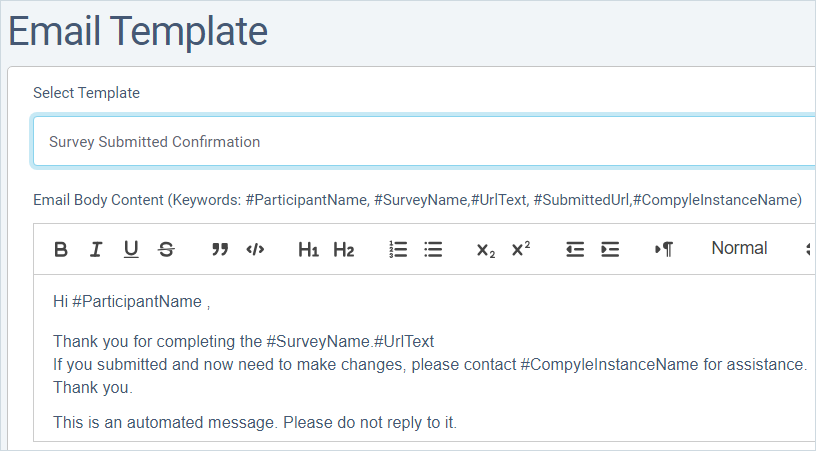 Email Template
Select Template
Survey Submitted Confirmation
Email Body Content (Keywords: #ParticipantName, #SurveyName,#UrlText, #SubmittedUrl,#CompyleInstanceName)
B I U S ” </> H1 H2 X2 X² ¶ Normal
Hi #ParticipantName ,
Thank you for completing the #SurveyName.#UrlText
If you submitted and now need to make changes, please contact #CompyleInstanceName for assistance.
Thank you.
This is an automated message. Please do not reply to it.